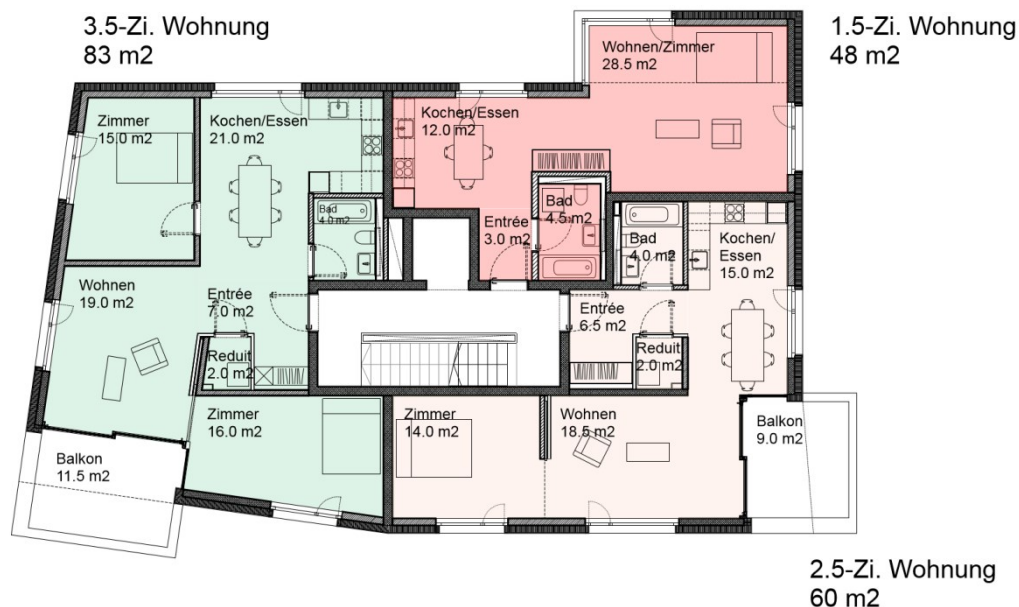 3.5-Zi. Wohnung
83 m2
1.5-Zi. Wohnung
48 m2
Wohnen/Zimmer
28.5 m2
Zimmer
15.0 m2
Kochen/Essen
21.0 m2
Kochen/Essen
12.0 m2
Bad
4.0 m2
Bad
4.5 m2
Entrée
3.0 m2
Bad
4.0 m2
Kochen/
Essen
15.0 m2
Wohnen
19.0 m2
Entrée
7.0 m2
Entrée
6.5 m2
Reduit
2.0 m2
Reduit
2.0 m2
Zimmer
16.0 m2
Zimmer
14.0 m2
Wohnen
18.5 m2
Balkon
9.0 m2
Balkon
11.5 m2
2.5-Zi. Wohnung
60 m2